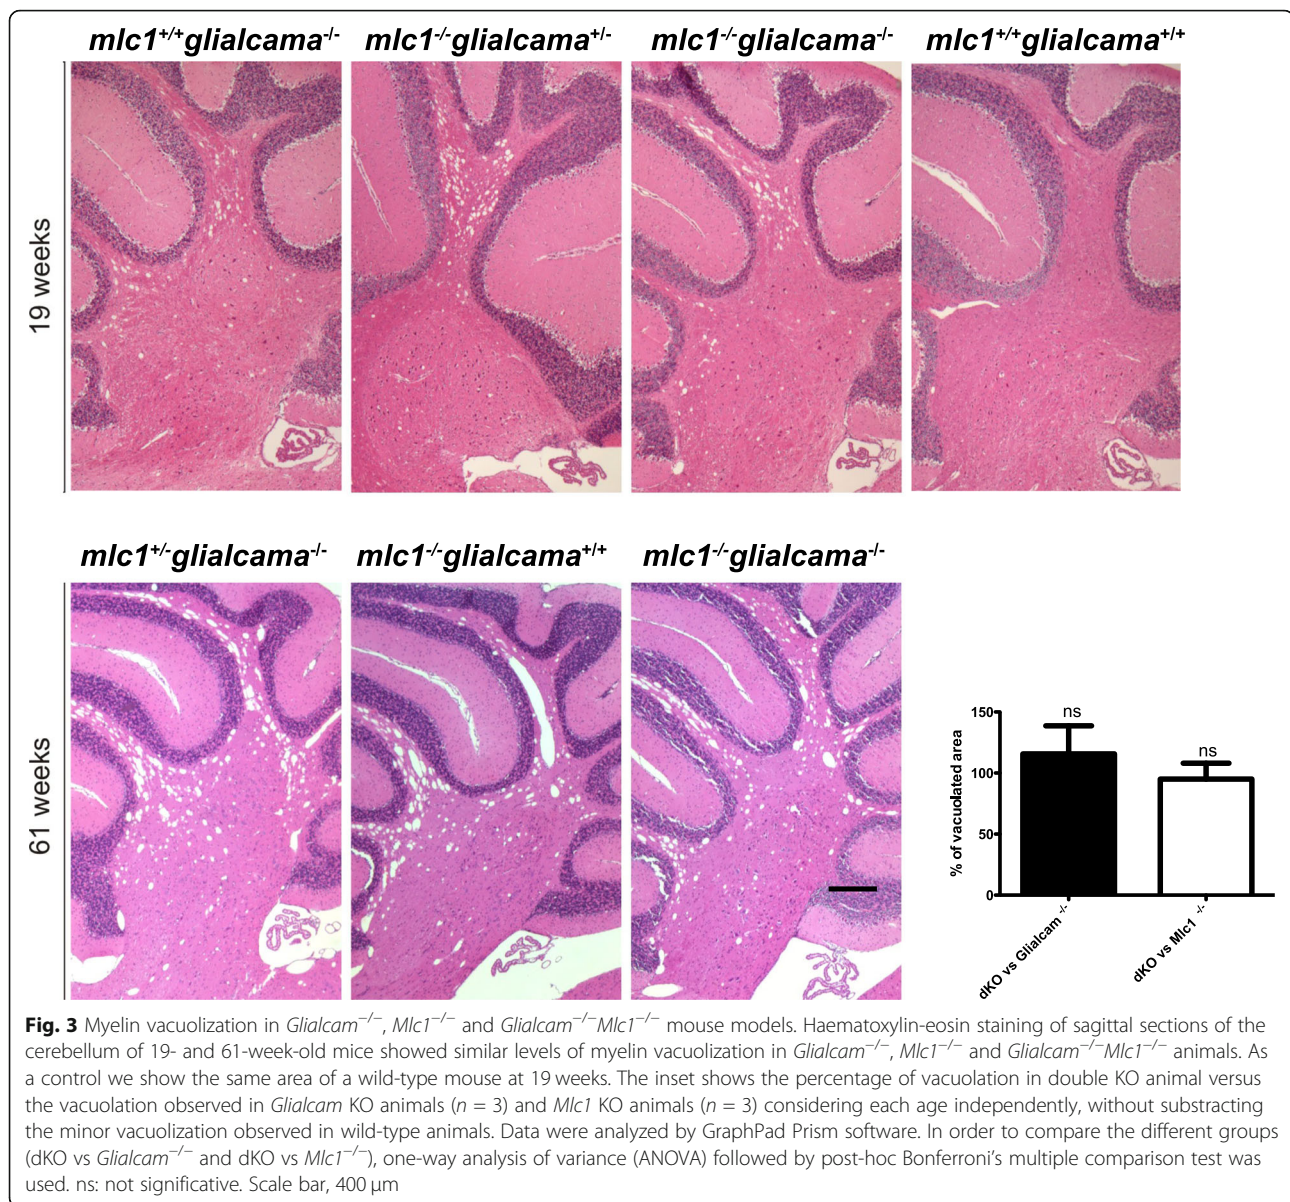 mlc1+/+glialcama-/- mlc1-/-glialcama+/- mlc1-/-glialcama-/- mlc1+/+glialcama+/+
19 weeks
mlc1+/-glialcama-/- mlc1-/-glialcama+/+ mlc1-/-glialcama-/-
61 weeks
% of vacuolated area
150
100
50
0
ns
ns
dKO vs Glialcam -/-
dKO vs Mlc1 -/-
Fig. 3 Myelin vacuolization in Glialcam−/−, Mlc1−/− and Glialcam−/−Mlc1−/− mouse models. Haematoxylin-eosin staining of sagittal sections of the
cerebellum of 19- and 61-week-old mice showed similar levels of myelin vacuolization in Glialcam−/−, Mlc1−/− and Glialcam−/−Mlc1−/− animals. As
a control we show the same area of a wild-type mouse at 19 weeks. The inset shows the percentage of vacuolation in double KO animal versus
the vacuolation observed in Glialcam KO animals (n = 3) and Mlc1 KO animals (n = 3) considering each age independently, without substracting
the minor vacuolization observed in wild-type animals. Data were analyzed by GraphPad Prism software. In order to compare the different groups
(dKO vs Glialcam−/− and dKO vs Mlc1−/−), one-way analysis of variance (ANOVA) followed by post-hoc Bonferroni’s multiple comparison test was
used. ns: not significative. Scale bar, 400 μm